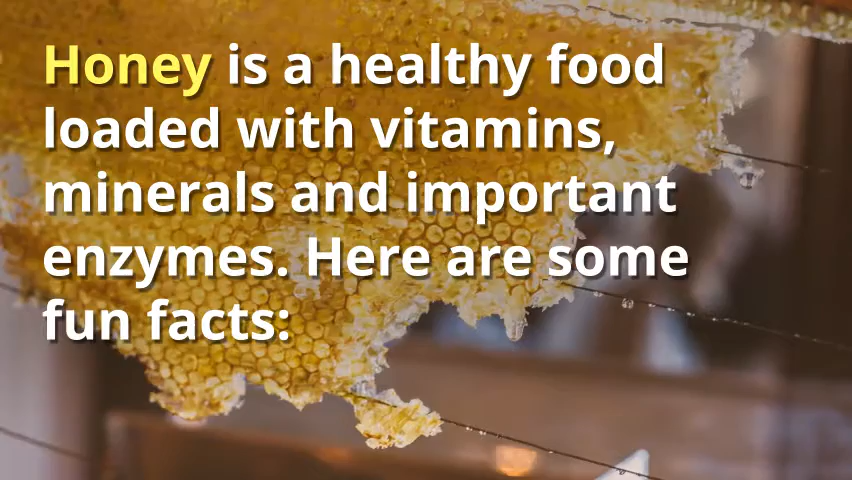 Honey is a healthy food
loaded with vitamins,
minerals and important
enzymes. Here are some
fun facts: